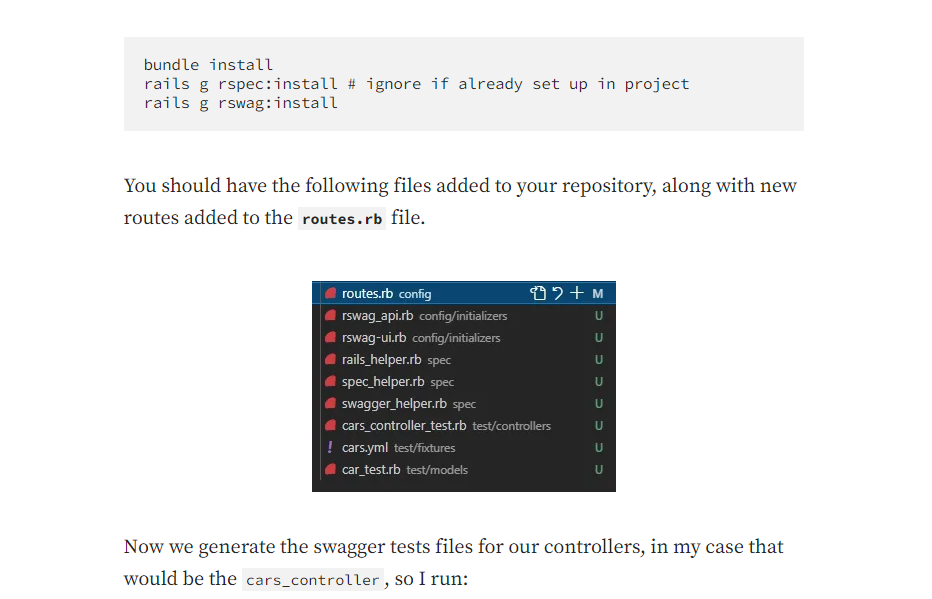 bundle install
rails g rspec:install # ignore if already set up in project
rails g rswag:install
You should have the following files added to your repository, along with new
routes added to the routes.rb file.
routes.rb config M
rswag_api.rb config/initializers U
rswag-ui.rb config/initializers U
rails_helper.rb spec U
spec_helper.rb spec U
swagger_helper.rb spec U
cars_controller_test.rb test/controllers U
! cars.yml test/fixtures U
car_test.rb test/models U
Now we generate the swagger tests files for our controllers, in my case that
would be the cars_controller, so I run: